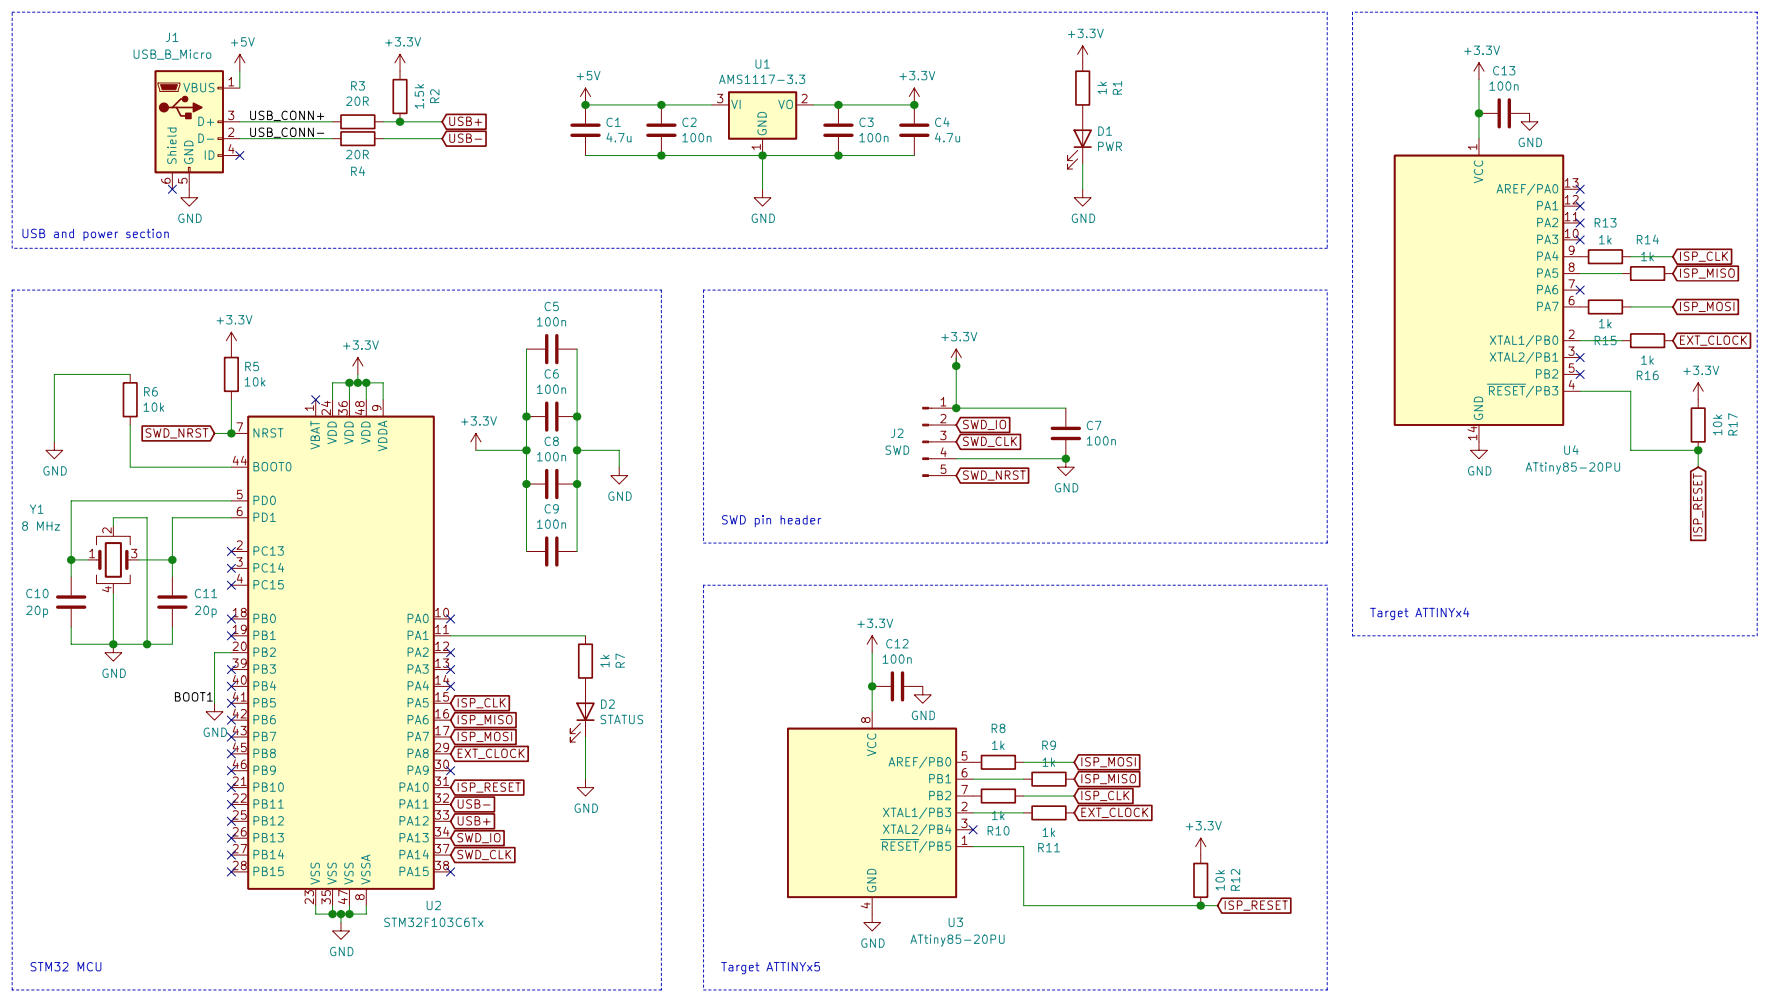 J1
USB_B_Micro
+5V
VBUS 1
D+ 3
D- 2
ID 4
Shield
GND
6
5
GND
USB_CONN+
USB_CONN-
R3
20R
20R
R4
+3.3V
1.5k
R2
USB+
USB-
USB and power section
+5V
C1
4.7u
C2
100n
U1
AMS1117-3.3
3 VI
VO 2
GND
1
GND
C3
100n
+3.3V
C4
4.7u
+3.3V
1k
R1
D1
PWR
GND
+3.3V
C13
100n
GND
1
VCC
AREF/PA0 13
PA1 12
PA2 11
PA3 10
PA4 9
PA5 8
PA6 7
PA7 6
XTAL1/PB0 2
XTAL2/PB1 3
PB2 5
RESET/PB3 4
GND
14
GND
U4
ATtiny85-20PU
R13
1k
R14
1k
1k
R15
1k
R16
ISP_CLK
ISP_MISO
ISP_MOSI
EXT_CLOCK
+3.3V
10k
R17
ISP_RESET
Target ATTINYx4
+3.3V
R5
10k
R6
10k
GND
SWD_NRST
+3.3V
1
24
36
48
9
VBAT
VDD
VDD
VDD
VDDA
7 NRST
44 BOOT0
5 PD0
6 PD1
2 PC13
3 PC14
4 PC15
18 PB0
19 PB1
20 PB2
39 PB3
40 PB4
41 PB5
42 PB6
43 PB7
45 PB8
46 PB9
21 PB10
22 PB11
25 PB12
26 PB13
27 PB14
28 PB15
PA0 10
PA1 11
PA2 12
PA3 13
PA4 14
PA5 15 ISP_CLK
PA6 16 ISP_MISO
PA7 17 ISP_MOSI
PA8 29 EXT_CLOCK
PA9 30
PA10 31 ISP_RESET
PA11 32 USB-
PA12 33 USB+
PA13 34 SWD_IO
PA14 37 SWD_CLK
PA15 38
VSS
VSS
VSS
VSSA
23
35
47
8
GND
U2
STM32F103C6Tx
Y1
8 MHz
1
2
3
4
C10
20p
C11
20p
GND
BOOT1
GND
+3.3V
C5
100n
C6
100n
C8
100n
C9
100n
GND
1k
R7
D2
STATUS
GND
STM32 MCU
+3.3V
J2
SWD
1
2 SWD_IO
3 SWD_CLK
4
5 SWD_NRST
C7
100n
GND
SWD pin header
+3.3V
C12
100n
GND
8
VCC
AREF/PB0 5
PB1 6
PB2 7
XTAL1/PB3 2
XTAL2/PB4 3
RESET/PB5 1
GND
4
GND
U3
ATtiny85-20PU
R8
1k
R9
1k
1k
R10
1k
R11
ISP_MOSI
ISP_MISO
ISP_CLK
EXT_CLOCK
+3.3V
10k
R12
ISP_RESET
Target ATTINYx5